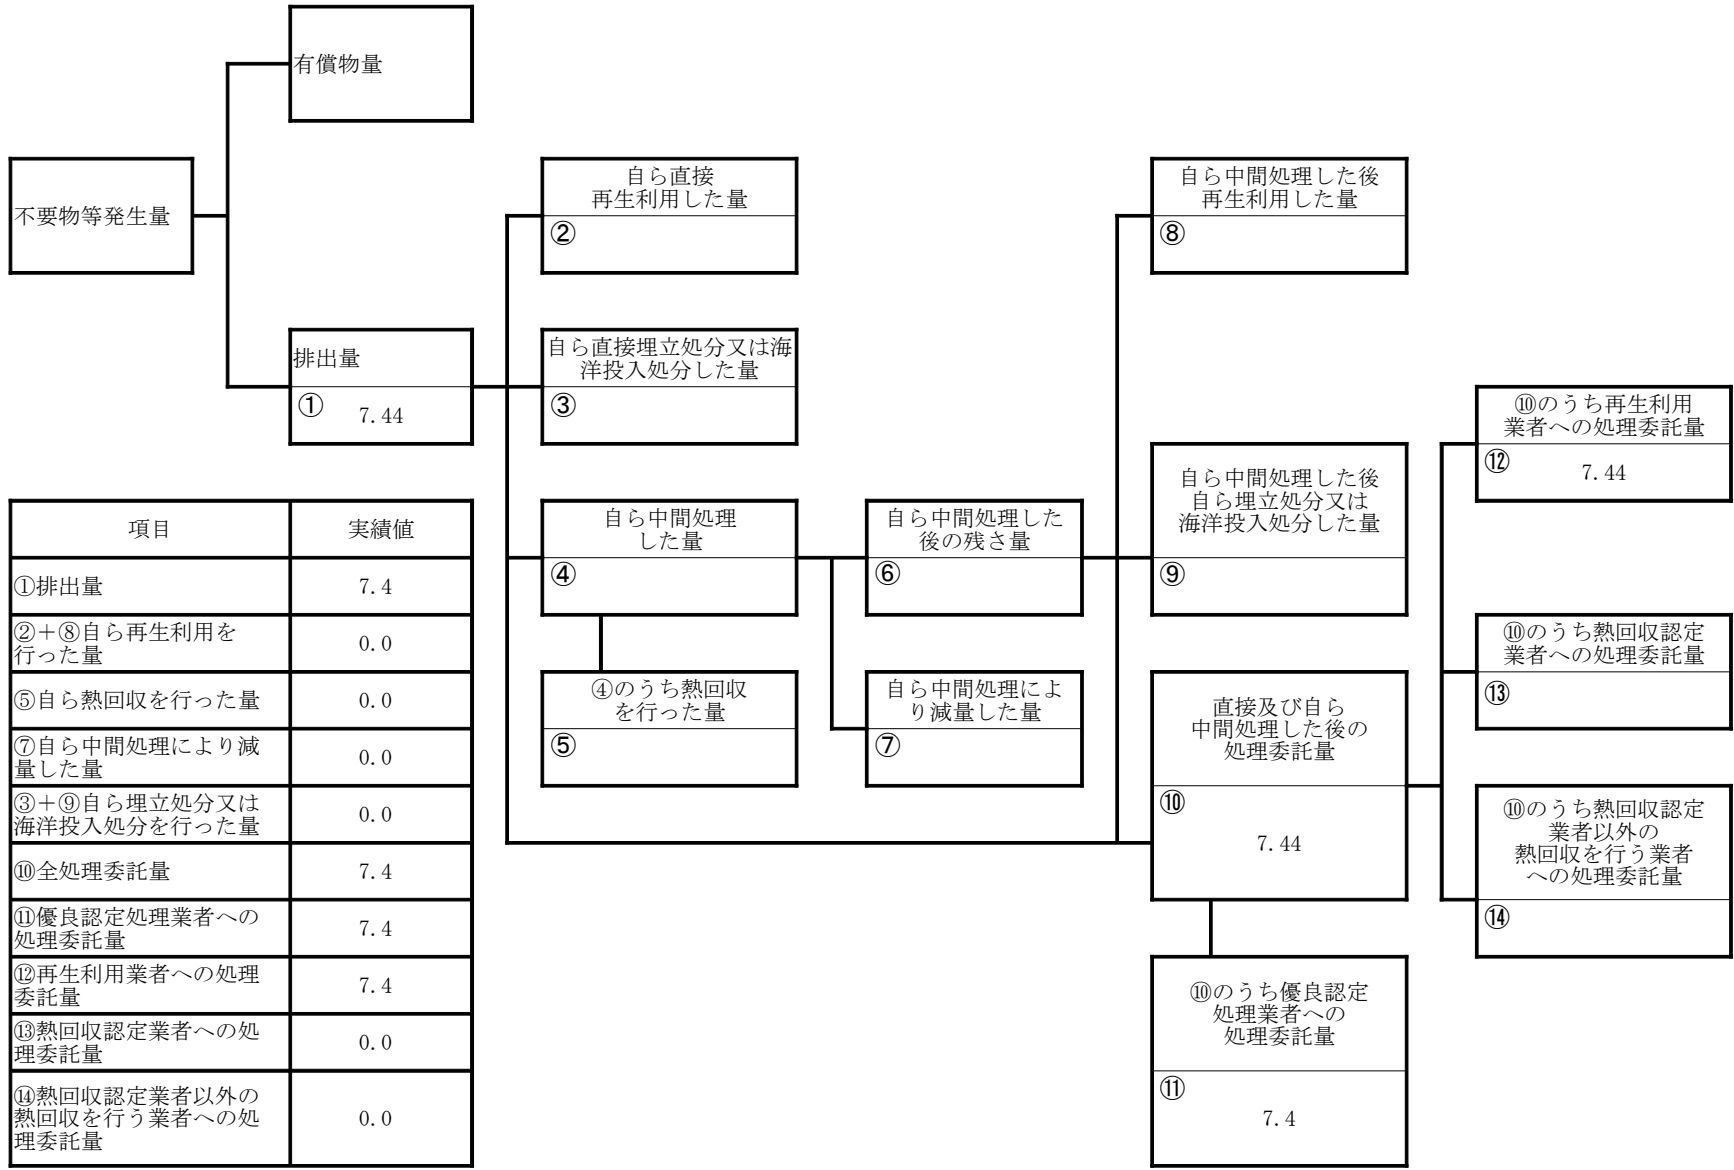 有償物量
不要物等発生量
自ら直接
再生利用した量
②
自ら中間処理した後
再生利用した量
⑧
排出量
①
7.44
自ら直接埋立処分又は海
洋投入処分した量
③
⑩のうち再生利用
業者への処理委託量
⑫
7.44
自ら中間処理
した量
④
自ら中間処理した
後の残さ量
⑥
自ら中間処理した後
自ら埋立処分又は
海洋投入処分した量
⑨
⑩のうち熱回収認定
業者への処理委託量
⑬
④のうち熱回収
を行った量
⑤
自ら中間処理によ
り減量した量
⑦
直接及び自ら
中間処理した後の
処理委託量
⑩
7.44
⑩のうち熱回収認定
業者以外の
熱回収を行う業者
への処理委託量
⑭
⑩のうち優良認定
処理業者への
処理委託量
⑪
7.4
項目
実績値
①排出量
7.4
②＋⑧自ら再生利用を
行った量
0.0
⑤自ら熱回収を行った量
0.0
⑦自ら中間処理により減
量した量
0.0
③＋⑨自ら埋立処分又は
海洋投入処分を行った量
0.0
⑩全処理委託量
7.4
⑪優良認定処理業者への
処理委託量
7.4
⑫再生利用業者への処理
委託量
7.4
⑬熱回収認定業者への処
理委託量
0.0
⑭熱回収認定業者以外の
熱回収を行う業者への処
理委託量
0.0